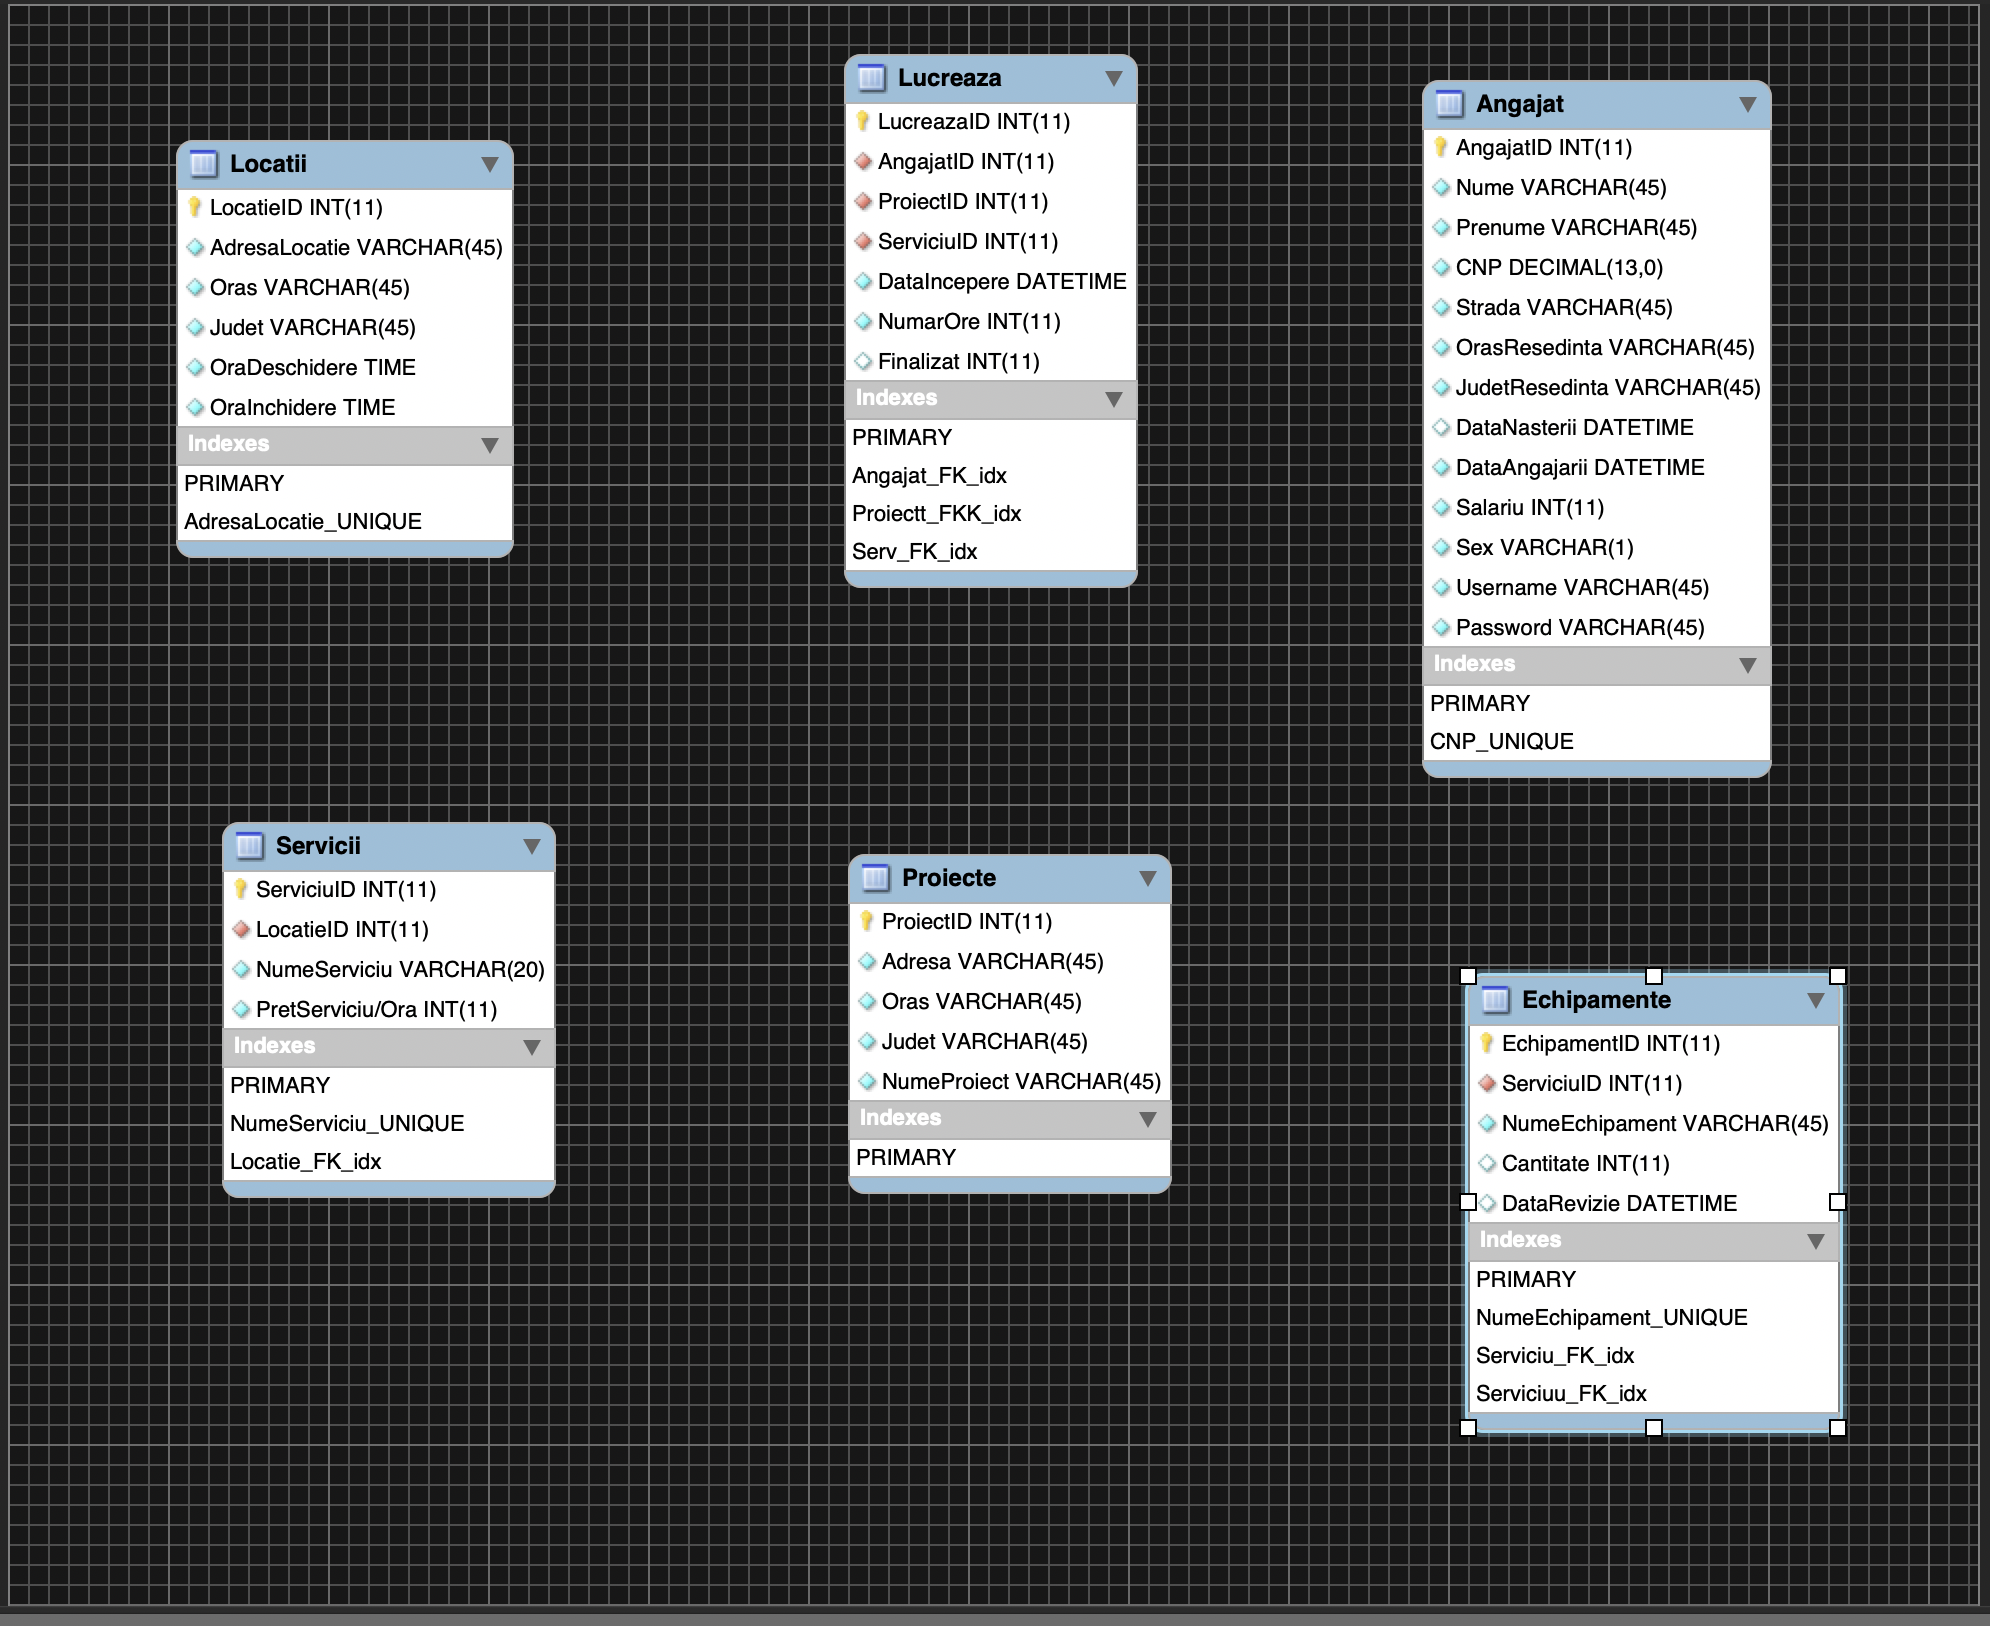 Locatii
LocatieID INT(11)
AdresaLocatie VARCHAR(45)
Oras VARCHAR(45)
Judet VARCHAR(45)
OraDeschidere TIME
OraInchidere TIME
Indexes
PRIMARY
AdresaLocatie_UNIQUE
Lucreaza
LucreazaID INT(11)
AngajatID INT(11)
ProiectID INT(11)
ServiciuID INT(11)
DataIncepere DATETIME
NumarOre INT(11)
Finalizat INT(11)
Indexes
PRIMARY
Angajat_FK_idx
Proiectt_FKK_idx
Serv_FK_idx
Angajat
AngajatID INT(11)
Nume VARCHAR(45)
Prenume VARCHAR(45)
CNP DECIMAL(13,0)
Strada VARCHAR(45)
OrasResedinta VARCHAR(45)
JudetResedinta VARCHAR(45)
DataNasterii DATETIME
DataAngajarii DATETIME
Salariu INT(11)
Sex VARCHAR(1)
Username VARCHAR(45)
Password VARCHAR(45)
Indexes
PRIMARY
CNP_UNIQUE
Servicii
ServiciuID INT(11)
LocatieID INT(11)
NumeServiciu VARCHAR(20)
PretServiciu/Ora INT(11)
Indexes
PRIMARY
NumeServiciu_UNIQUE
Locatie_FK_idx
Proiecte
ProiectID INT(11)
Adresa VARCHAR(45)
Oras VARCHAR(45)
Judet VARCHAR(45)
NumeProiect VARCHAR(45)
Indexes
PRIMARY
Echipamente
EchipamentID INT(11)
ServiciuID INT(11)
NumeEchipament VARCHAR(45)
Cantitate INT(11)
DataRevizie DATETIME
Indexes
PRIMARY
NumeEchipament_UNIQUE
Serviciu_FK_idx
Serviciuu_FK_idx